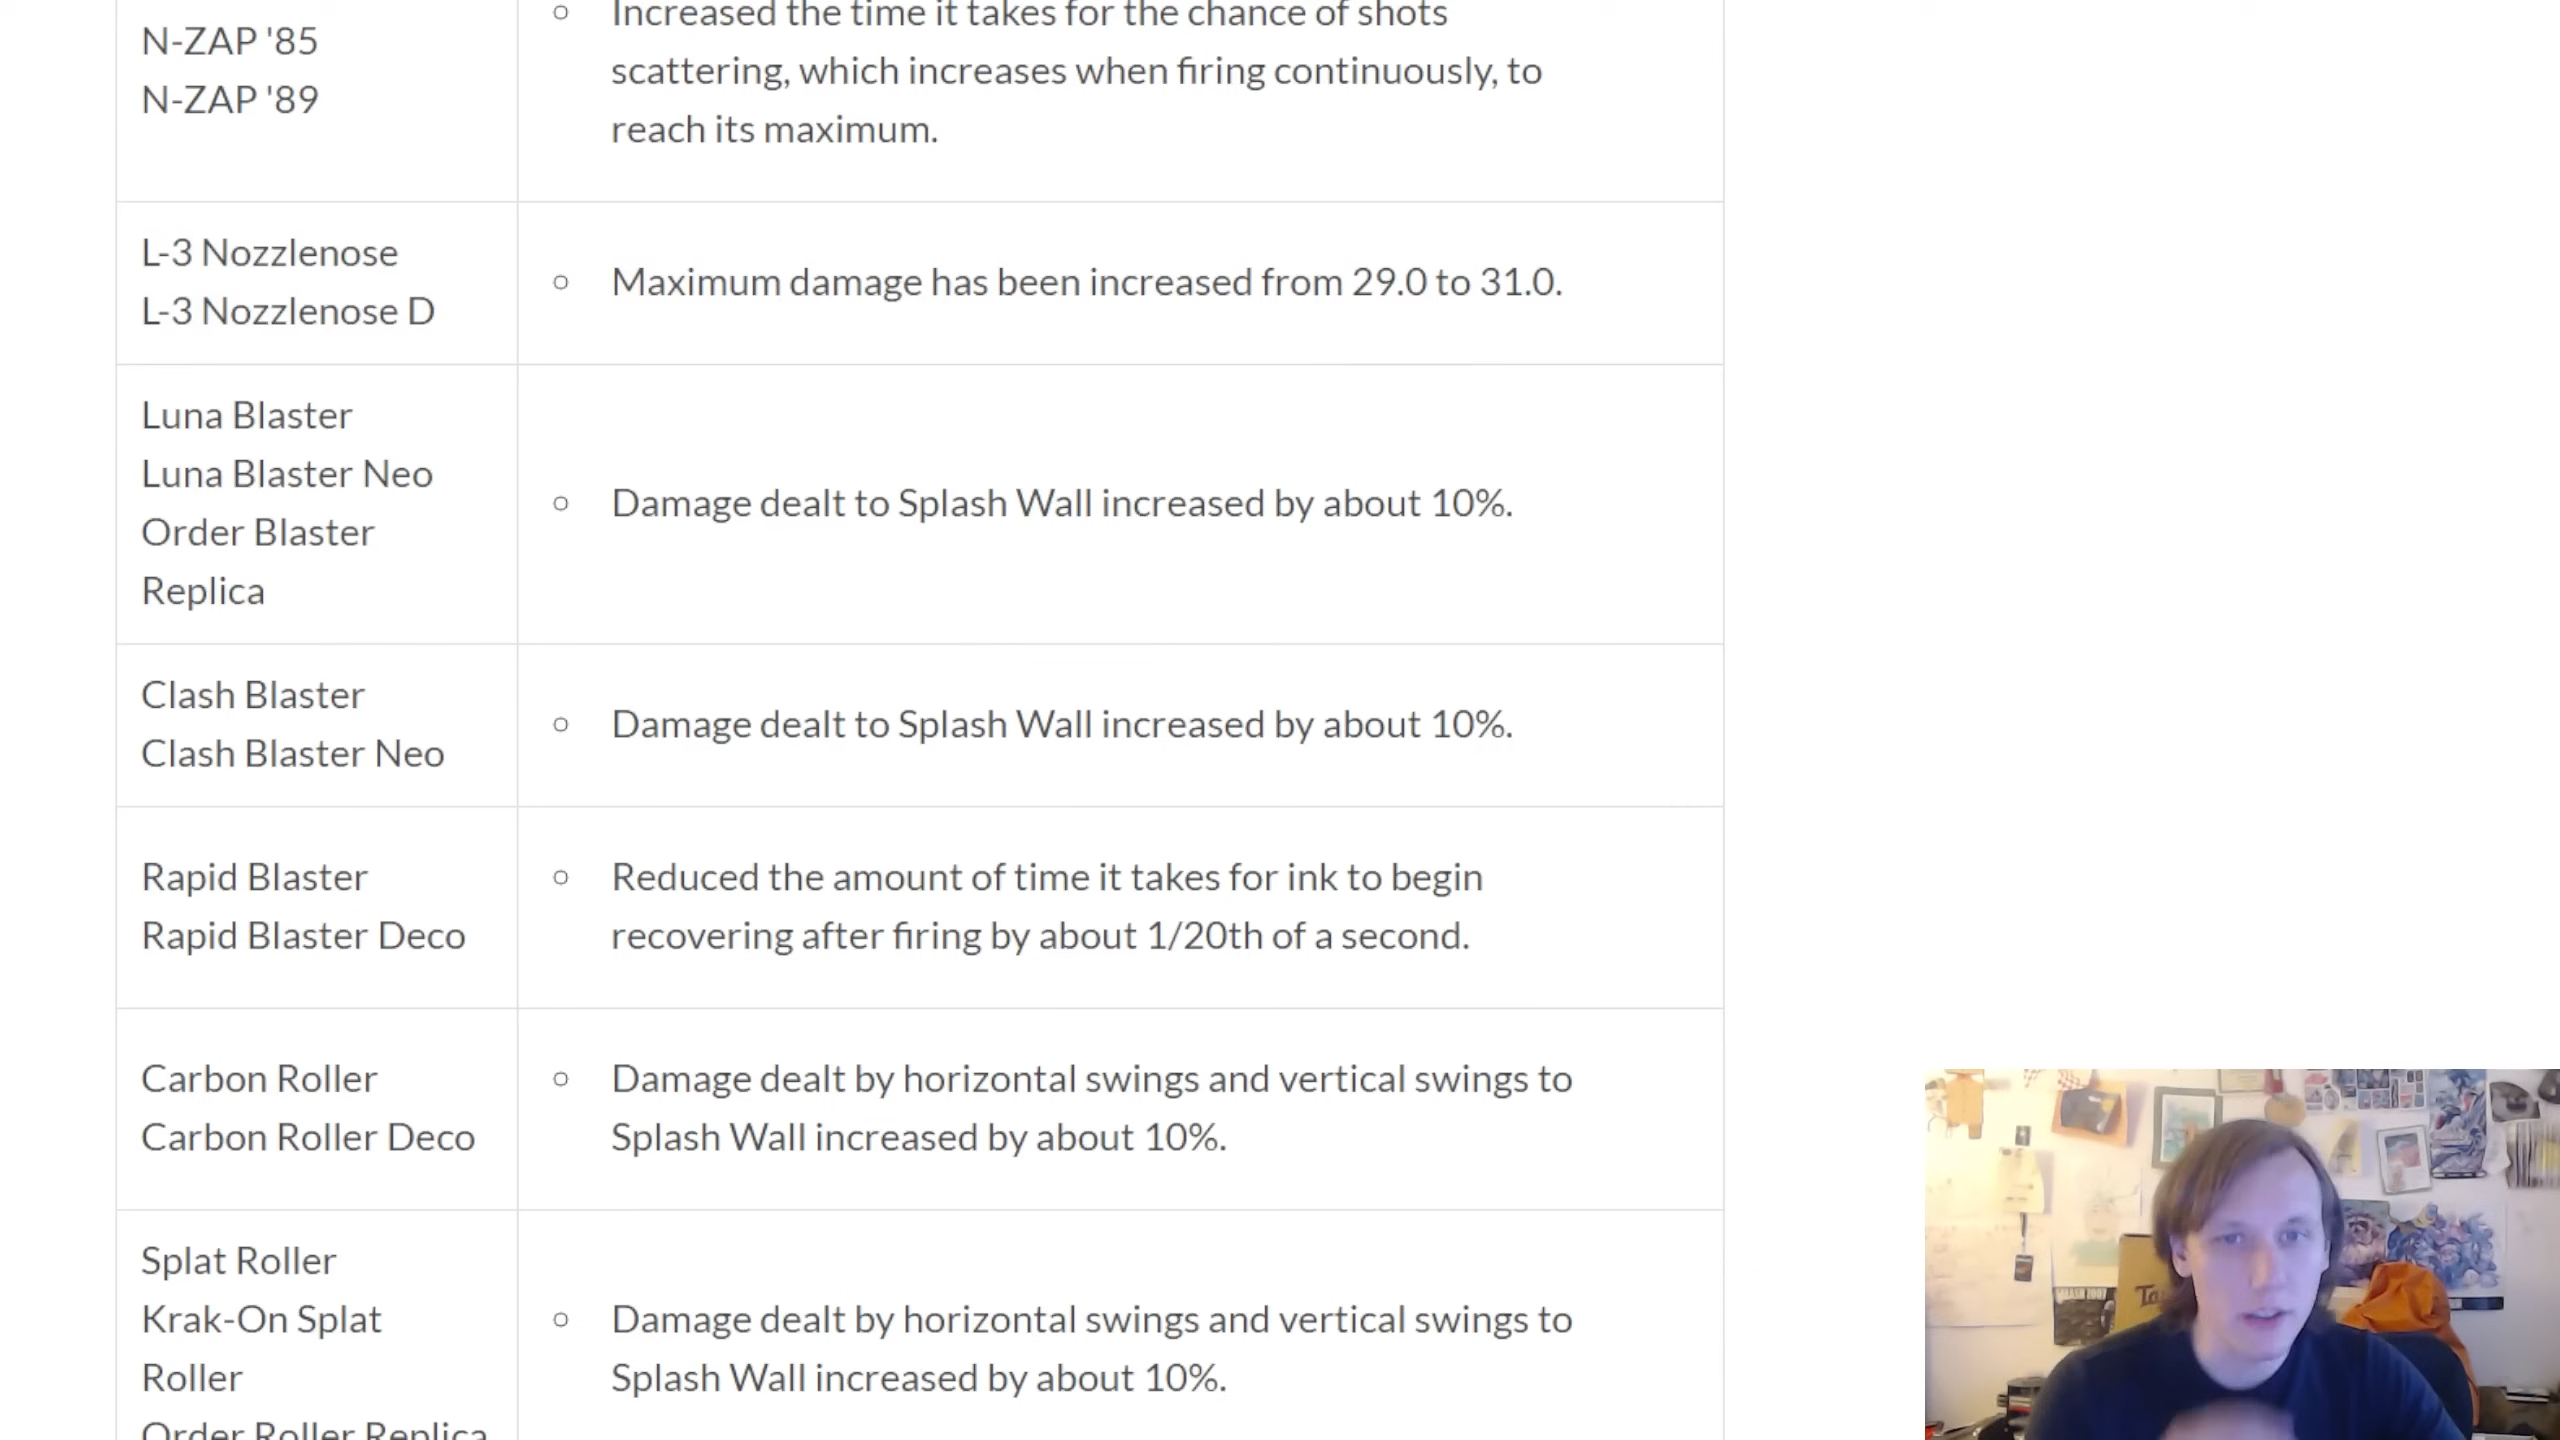 N-ZAP '85
N-ZAP '89
Increased the time it takes for the chance of shots
scattering, which increases when firing continuously, to
reach its maximum.
L-3 Nozzlenose
L-3 Nozzlenose D
Maximum damage has been increased from 29.0 to 31.0.
Luna Blaster
Luna Blaster Neo
Order Blaster
Replica
Damage dealt to Splash Wall increased by about 10%.
Clash Blaster
Clash Blaster Neo
Damage dealt to Splash Wall increased by about 10%.
Rapid Blaster
Rapid Blaster Deco
Reduced the amount of time it takes for ink to begin
recovering after firing by about 1/20th of a second.
Carbon Roller
Carbon Roller Deco
Damage dealt by horizontal swings and vertical swings to
Splash Wall increased by about 10%.
Splat Roller
Krak-On Splat
Roller
Order Roller Replica
Damage dealt by horizontal swings and vertical swings to
Splash Wall increased by about 10%.